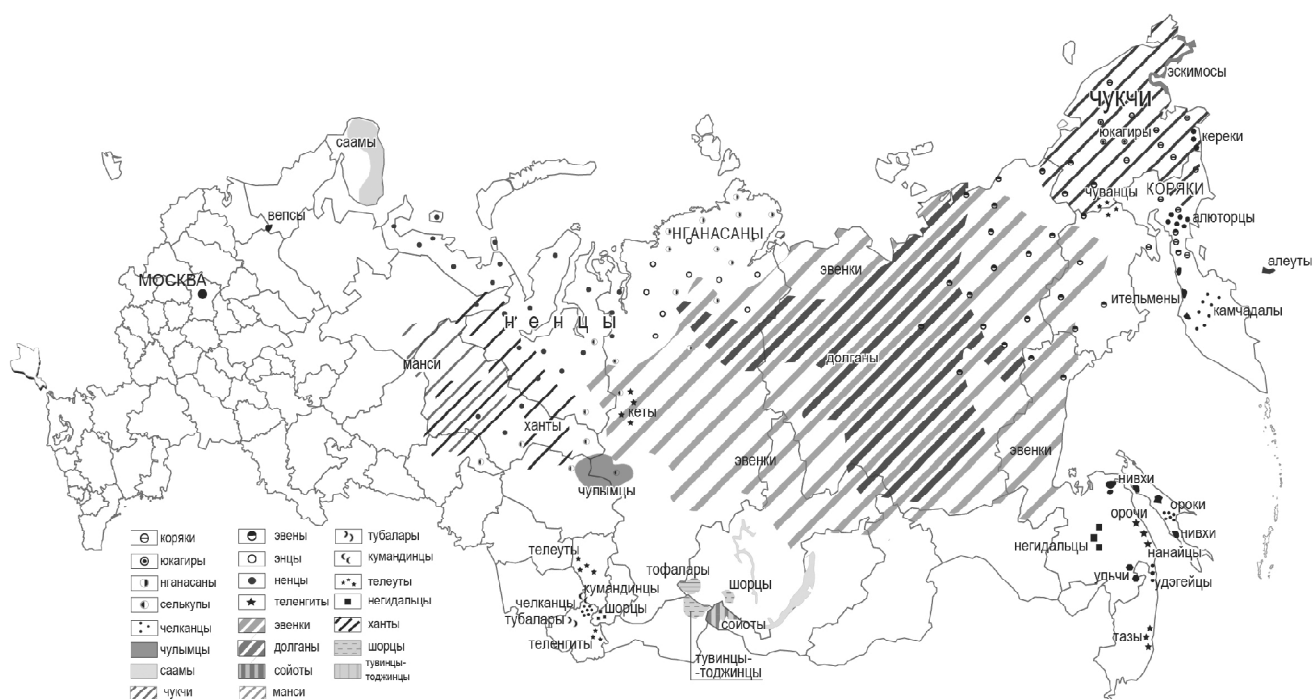 эскимосы
ЧУКЧИ
юкагиры
кереки
саамы
чуванцы
КОРЯКИ
вепсы
алюторцы
НГАНАСАНЫ
эвенки
алеуты
МОСКВА
ительмены
камчадалы
ненцы
манси
долганы
кеты
ханты
эвенки
эвенки
чулымцы
нивхи
ороки
орочи
нивхи
негидальцы
нанайцы
ульчи
удэгейцы
тазы
телеуты
тофалары
шорцы
кумандинцы
челканцы
шорцы
тубалары
сойоты
теленгиты
тувинцы-
-тоджинцы
коряки
юкагиры
нганасаны
селькупы
челканцы
чулымцы
саамы
чукчи
эвены
энцы
ненцы
теленгиты
эвенки
долганы
сойоты
манси
тубалары
кумандинцы
телеуты
негидальцы
ханты
шорцы
тувинцы-
тоджинцы